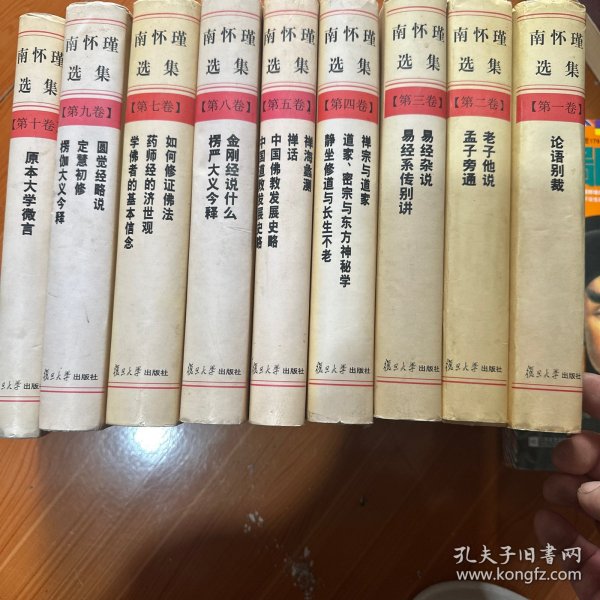 南怀瑾
选集
【第十卷】
原本大学微言
南怀瑾
选集
【第九卷】
圆觉经略说
定慧初修
楞伽大义今释
复旦大学出版社
南怀瑾
选集
【第七卷】
如何修证佛法
药师经的济世观
学佛者的基本信念
复旦大学出版社
南怀瑾
选集
【第八卷】
金刚经说什么
楞严大义今释
复旦大学出版社
南怀瑾
选集
【第五卷】
禅海蠡测
禅话
中国佛教发展史略
中国道教发展史略
复旦大学出版社
南怀瑾
选集
【第四卷】
禅宗与道家
道家、密宗与东方神秘学
静坐修道与长生不老
复旦大学出版社
南怀瑾
选集
【第三卷】
易经杂说
易经系传别讲
复旦大学出版社
南怀瑾
选集
【第二卷】
老子他说
孟子旁通
复旦大学出版社
南怀瑾
选集
【第一卷】
论语别裁
复旦大学出版社
孔夫子旧书网
www.kongfz.com